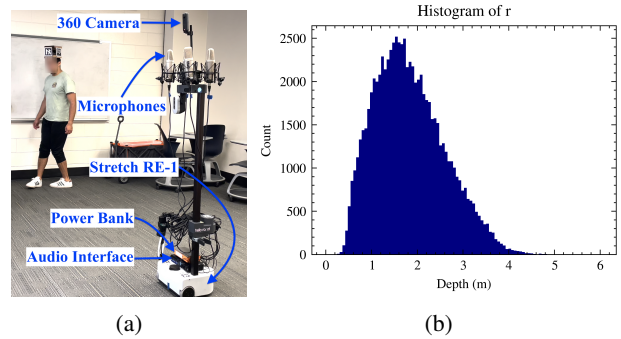 360 Camera
Microphones
Stretch RE-1
Power Bank
Audio Interface
(a)
Histogram of r
Count
2500
2000
1500
1000
500
0
0 1 2 3 4 5 6
Depth (m)
(b)